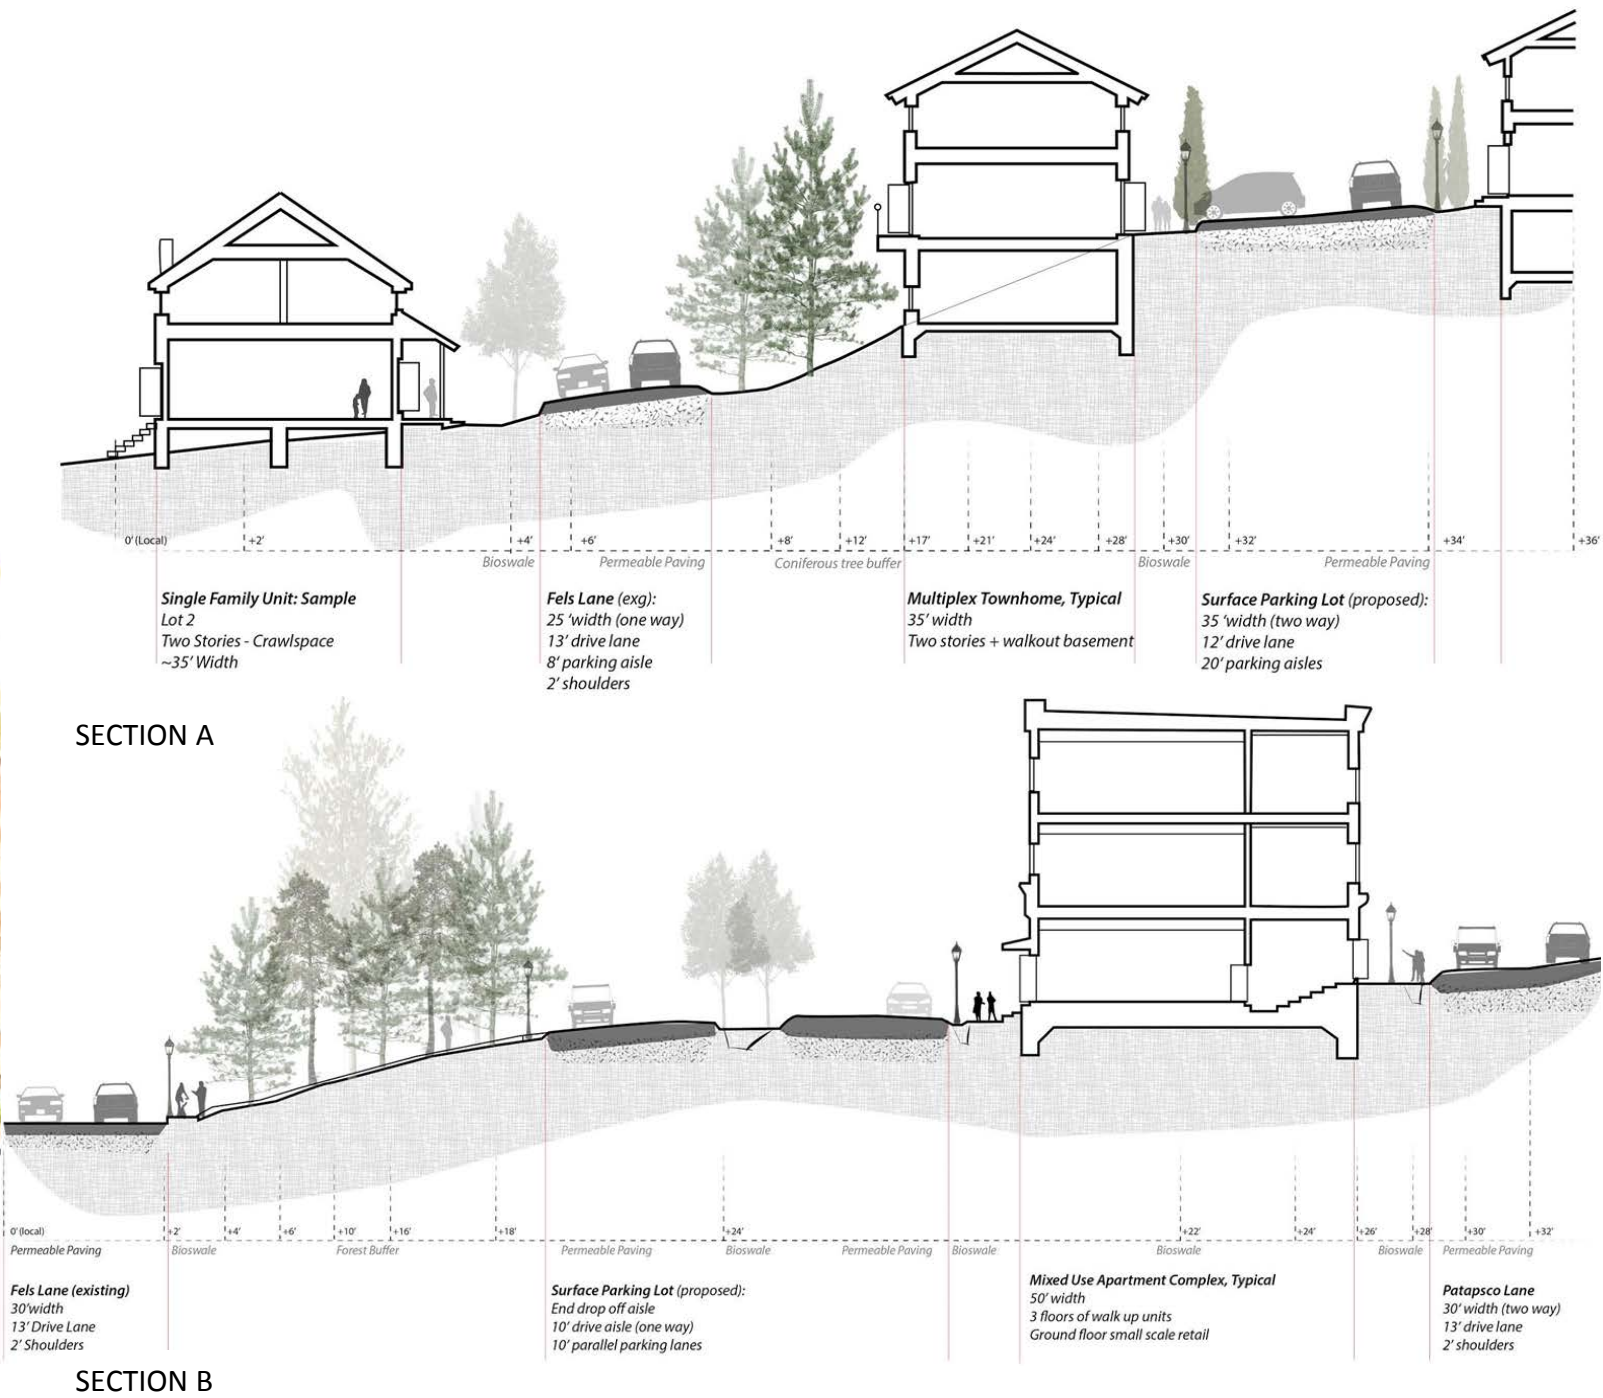 0' (Local)
+2'
+4'
+6'
+8'
+12'
+17'
+21'
+24'
+28'
+30'
+32'
+34'
+36'
Bioswale
Permeable Paving
Coniferous tree buffer
Bioswale
Permeable Paving
Single Family Unit: Sample
Lot 2
Two Stories - Crawlspace
~35' Width
Fels Lane (exg):
25 'width (one way)
13' drive lane
8' parking aisle
2' shoulders
Multiplex Townhome, Typical
35' width
Two stories + walkout basement
Surface Parking Lot (proposed):
35 'width (two way)
12' drive lane
20' parking aisles
SECTION A
0' (local)
+2'
+4'
+6'
+10'
+16'
+18'
+24'
+22'
+24'
+26'
+28'
+30'
+32'
Permeable Paving
Bioswale
Forest Buffer
Permeable Paving
Bioswale
Permeable Paving
Bioswale
Bioswale
Bioswale
Permeable Paving
Fels Lane (existing)
30'width
13' Drive Lane
2' Shoulders
Surface Parking Lot (proposed):
End drop off aisle
10' drive aisle (one way)
10' parallel parking lanes
Mixed Use Apartment Complex, Typical
50' width
3 floors of walk up units
Ground floor small scale retail
Patapsco Lane
30' width (two way)
13' drive lane
2' shoulders
SECTION B